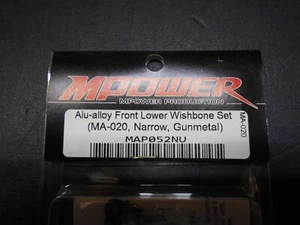 MPOWER
MPOWER PRODUCTION
Alu-alloy Front Lower Wishbone Set
(MA-020, Narrow, Gunmetal)
MAP052NU
MA-020